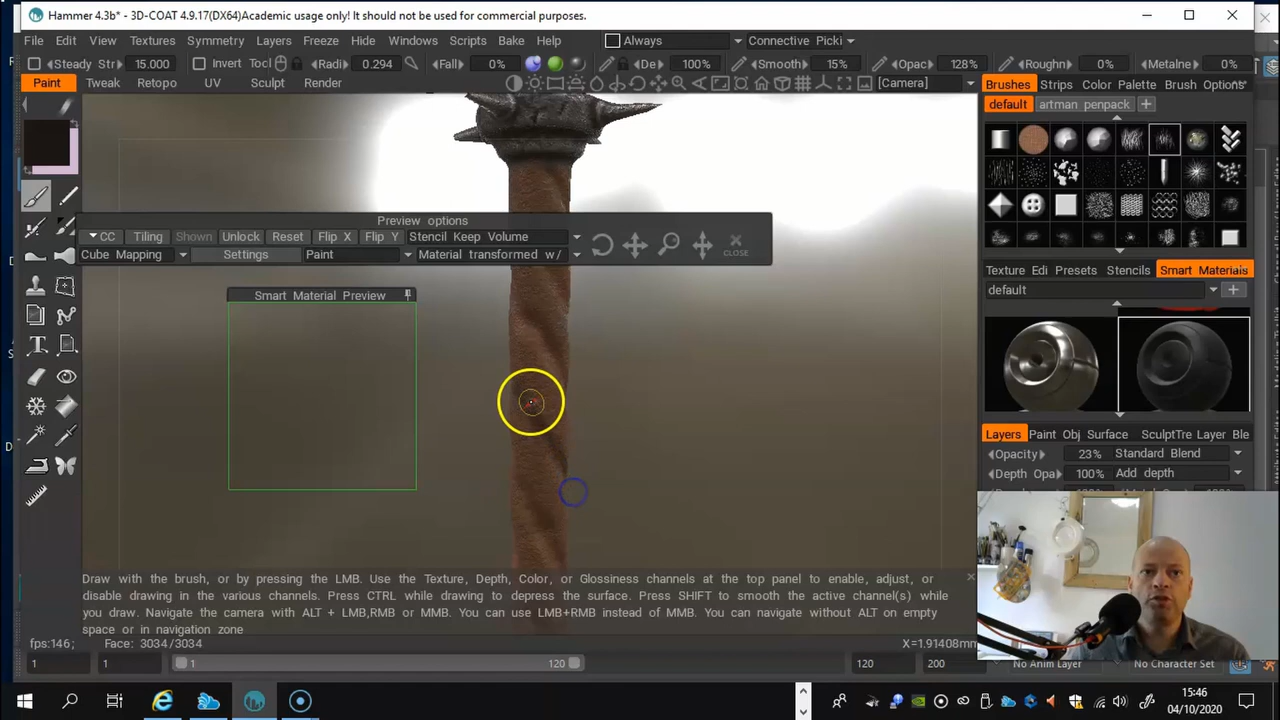 Hammer 4.3b* - 3D-COAT 4.9.17(DX64)Academic usage only! It should not be used for commercial purposes.
File Edit View Textures Symmetry Layers Freeze Hide Windows Scripts Bake Help Always Connective Picki
Steady Str 15.000 Invert Tocl Radi 0.294 Fall 0% De 100% Smooth 15% Opac 128% Roughn 0% Metalne 0%
Paint Tweak Retopo UV Sculpt Render [Camera] Brushes Strips Color Palette Brush Options
default artman penpack +
Preview options
CC Tiling Shown Unlock Reset Flip X Flip Y Stencil Keep Volume
CLOSE
Cube Mapping Settings Paint Material transformed w/
Texture Edi Presets Stencils Smart Materials
default +
Smart Material Preview
Layers Paint Obj Surface SculptTre Layer Ble
Opacity 23% Standard Blend
Depth Opa 100% Add depth
Draw with the brush, or by pressing the LMB. Use the Texture, Depth, Color, or Glossiness channels at the top panel to enable, adjust, or
disable drawing in the various channels. Press CTRL while drawing to depress the surface. Press SHIFT to smooth the active channel(s) while
you draw. Navigate the camera with ALT + LMB,RMB or MMB. You can use LMB+RMB instead of MMB. You can navigate without ALT on empty
space or in navigation zone
fps:146; Face: 3034/3034 X=1.91408mm
1 1 1 120 120 200 No Anim Layer No Character Set
15:46
04/10/2020